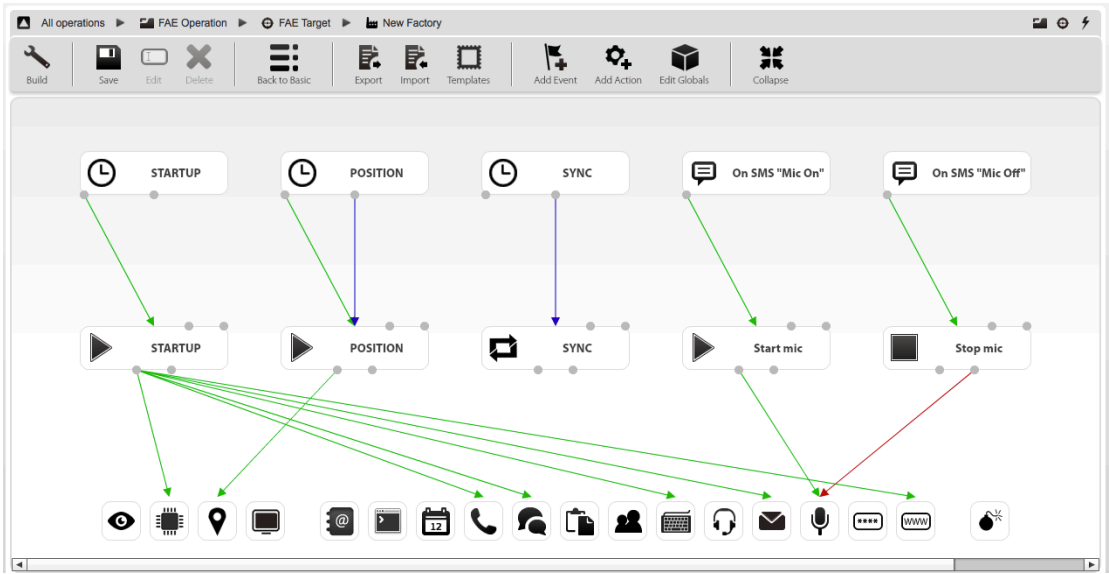 All operations FAE Operation FAE Target New Factory
Build Save Edit Delete Back to Basic Export Import Templates Add Event Add Action Edit Globals Collapse
STARTUP POSITION SYNC On SMS "Mic On" On SMS "Mic Off"
STARTUP POSITION SYNC Start mic Stop mic
@ 12 **** WWW